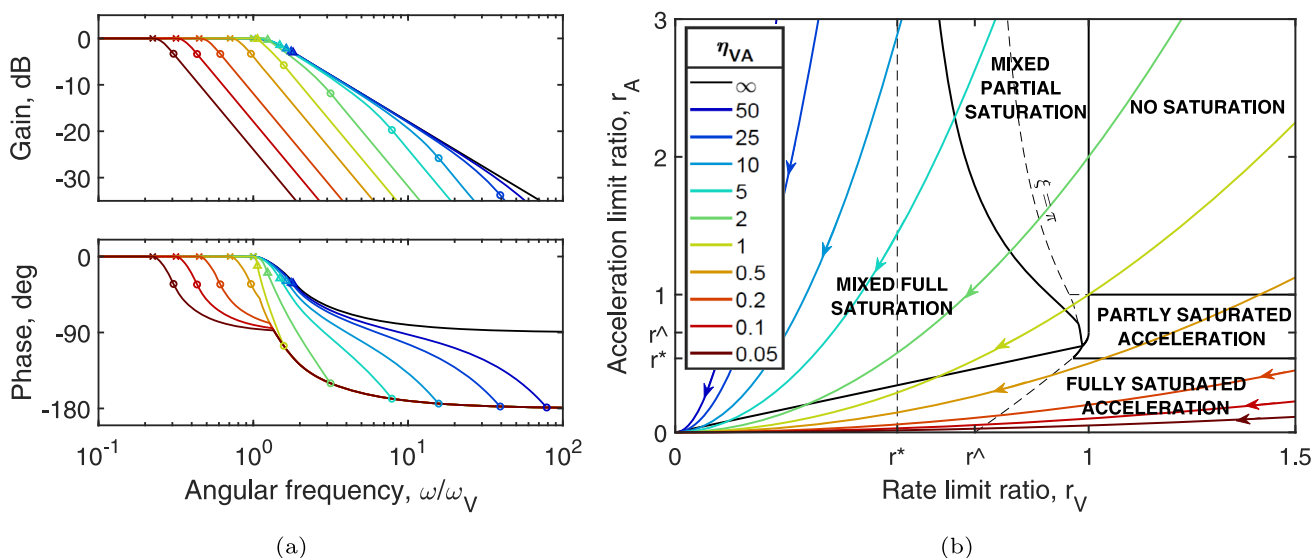 Gain, dB
0
-10
-20
-30
Phase, deg
0
-90
-180
10^-1
10^0
10^1
10^2
Angular frequency, ω/ω_V
(a)
Acceleration limit ratio, r_A
3
2
1
r^
r*
0
η_VA
∞
50
25
10
5
2
1
0.5
0.2
0.1
0.05
MIXED
PARTIAL
SATURATION
NO SATURATION
MIXED FULL
SATURATION
PARTLY SATURATED
ACCELERATION
FULLY SATURATED
ACCELERATION
0
r*
r^
1
1.5
Rate limit ratio, r_V
(b)